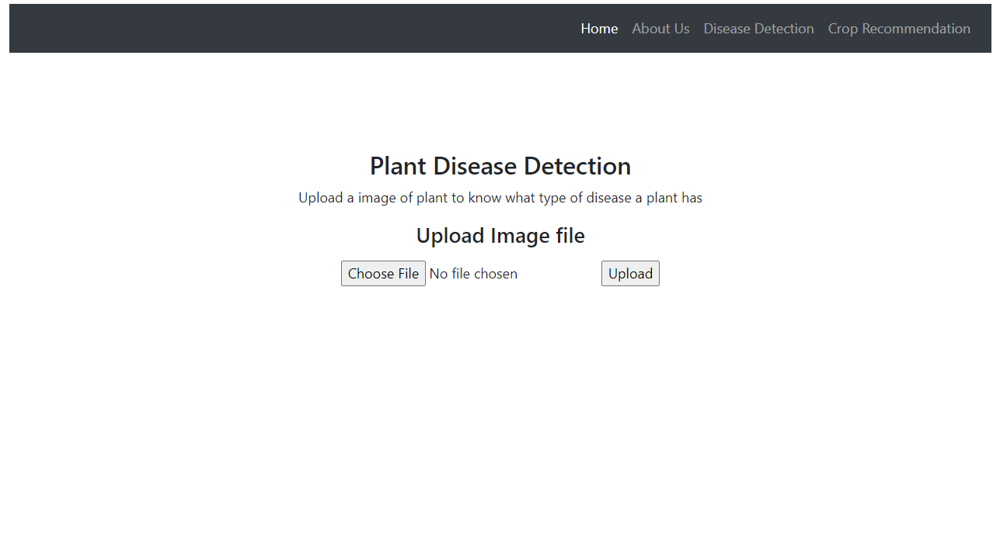 Home About Us Disease Detection Crop Recommendation
Plant Disease Detection
Upload a image of plant to know what type of disease a plant has
Upload Image file
Choose File No file chosen Upload